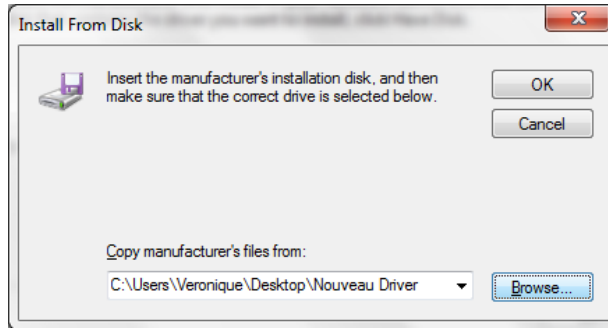 Install From Disk
Insert the manufacturer's installation disk, and then
make sure that the correct drive is selected below.
OK
Cancel
Copy manufacturer's files from:
C:\Users\Veronique\Desktop\Nouveau Driver
Browse...